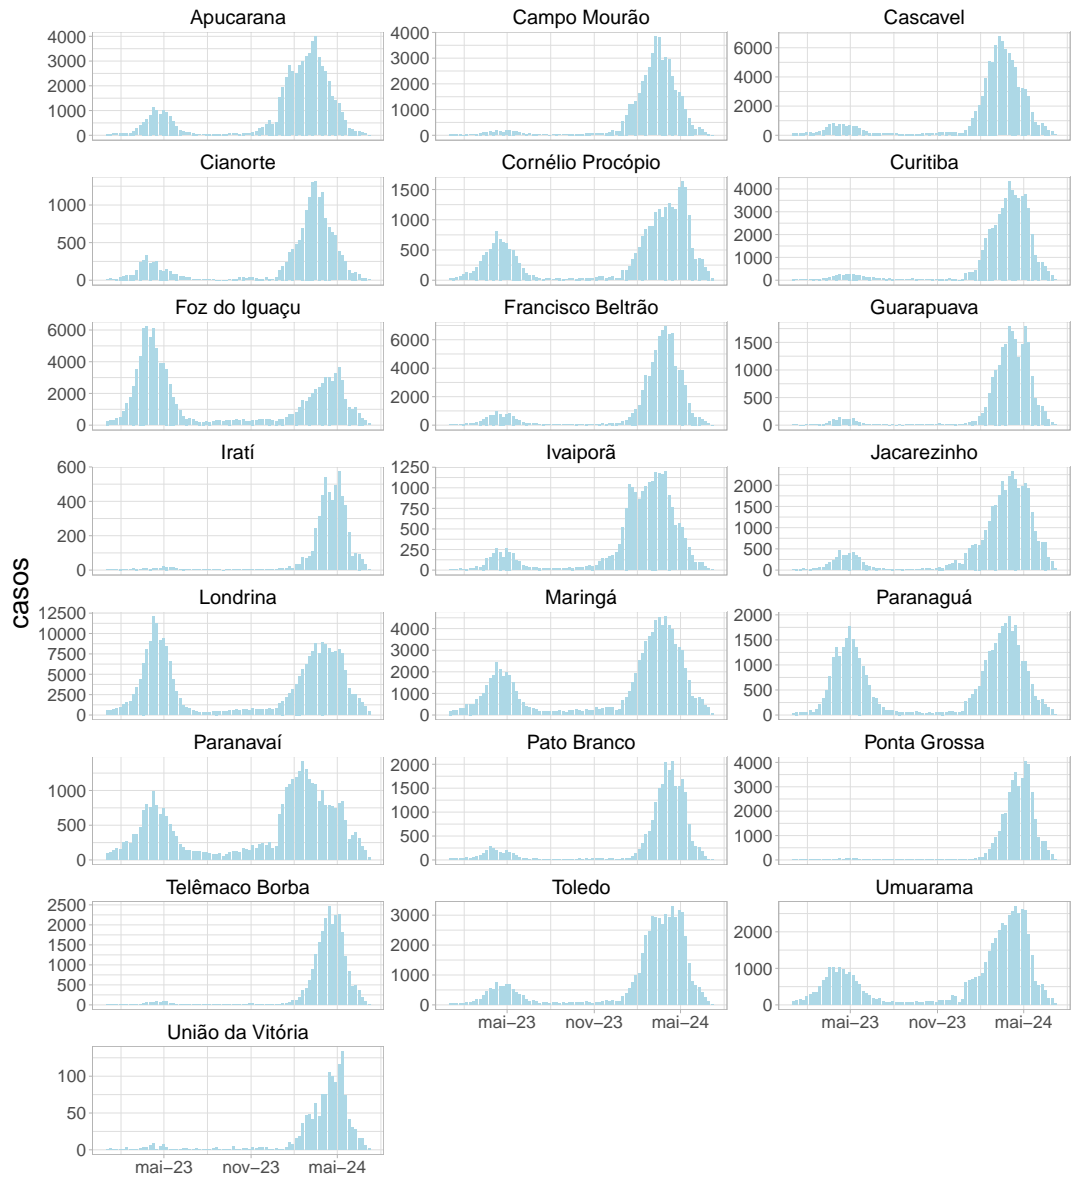 Apucarana Campo Mourão Cascavel
4000 4000
3000 3000 6000
2000 2000 4000
1000 1000 2000
0 0 0
Cianorte Cornélio Procópio Curitiba
1500 4000
1000 1000 3000
2000
500 500 1000
0 0 0
Foz do Iguaçu Francisco Beltrão Guarapuava
6000 6000 1500
4000 4000 1000
2000 2000 500
0 0 0
Iratí Ivaiporã Jacarezinho
600 1250
1000 2000
400 750 1500
500 1000
200 250 500
0 0 0
casos
Londrina Maringá Paranaguá
12500 2000
10000 4000 1500
7500 3000
5000 2000 1000
2500 1000 500
0 0 0
Paranavaí Pato Branco Ponta Grossa
2000 4000
1000 1500 3000
500 1000 2000
500 1000
0 0 0
Telêmaco Borba Toledo Umuarama
2500 3000
2000 2000
1500 2000
1000 1000 1000
500
0 0 0
mai−23 nov−23 mai−24 mai−23 nov−23 mai−24
União da Vitória
100
50
0
mai−23 nov−23 mai−24